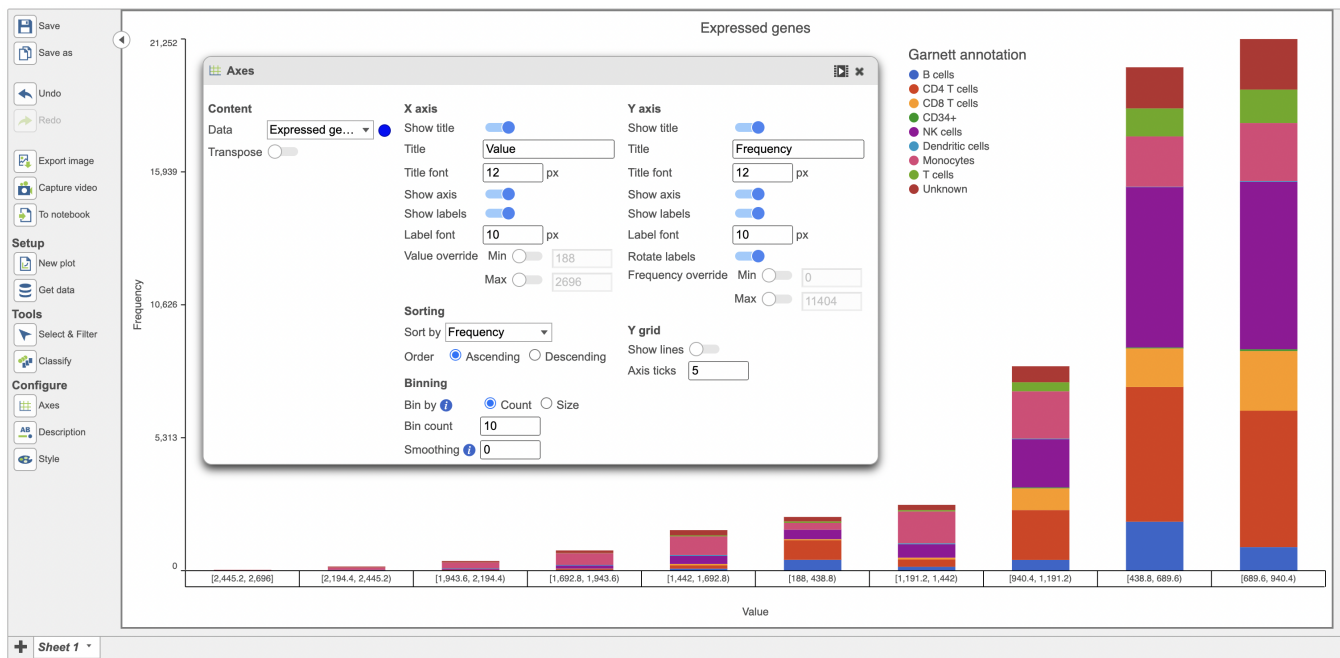 Save
Save as
Undo
Redo
Export image
Capture video
To notebook
Setup
New plot
Get data
Tools
Select & Filter
Classify
Configure
Axes
AB
Description
Style
Expressed genes
21,252
15,939
10,626
5,313
0
Frequency
Axes
Content
Data Expressed ge...
Transpose
X axis
Show title
Title Value
Title font 12 px
Show axis
Show labels
Label font 10 px
Value override Min 188
Max 2696
Sorting
Sort by Frequency
Order Ascending Descending
Binning
Bin by i Count Size
Bin count 10
Smoothing i 0
Y axis
Show title
Title Frequency
Title font 12 px
Show axis
Show labels
Label font 10 px
Rotate labels
Frequency override Min 0
Max 11404
Y grid
Show lines
Axis ticks 5
Garnett annotation
B cells
CD4 T cells
CD8 T cells
CD34+
NK cells
Dendritic cells
Monocytes
T cells
Unknown
[2,445.2, 2,696] [2,194.4, 2,445.2) [1,943.6, 2,194.4) [1,692.8, 1,943.6) [1,442, 1,692.8) [188, 438.8) [1,191.2, 1,442) [940.4, 1,191.2) [438.8, 689.6) [689.6, 940.4)
Value
Sheet 1